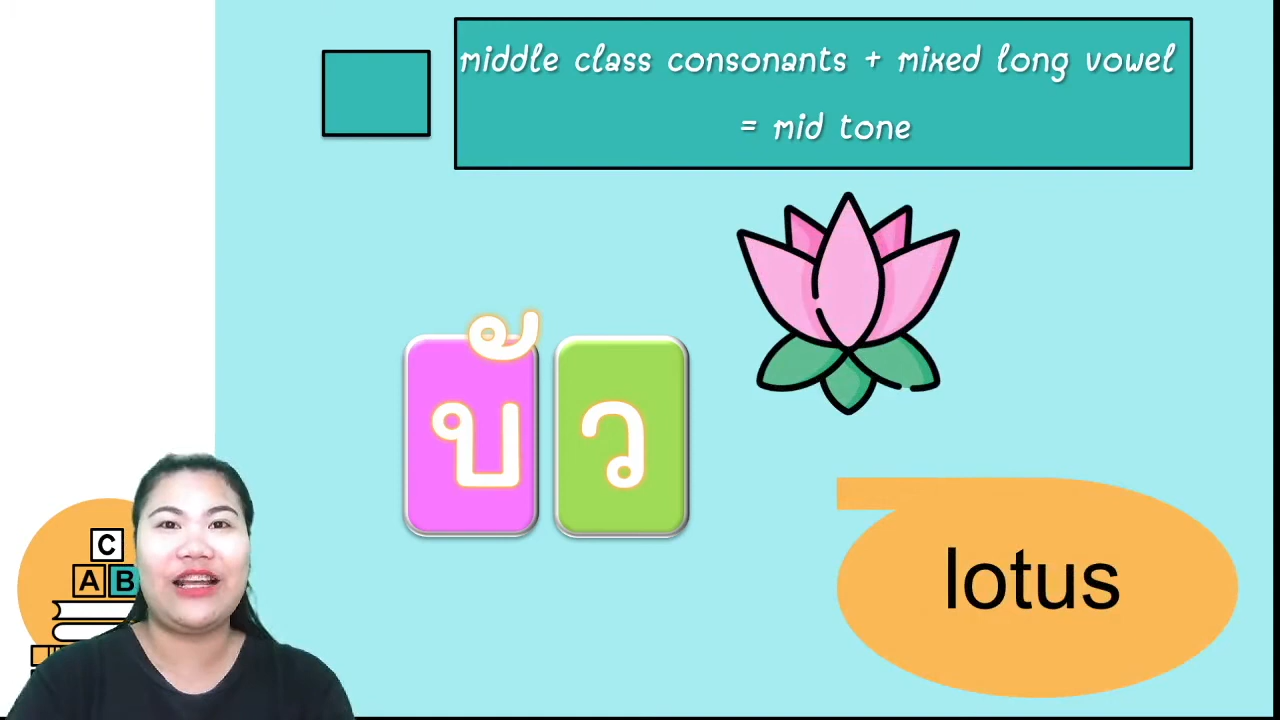 middle class consonants + mixed long vowel
= mid tone
บัว
lotus
C
A B